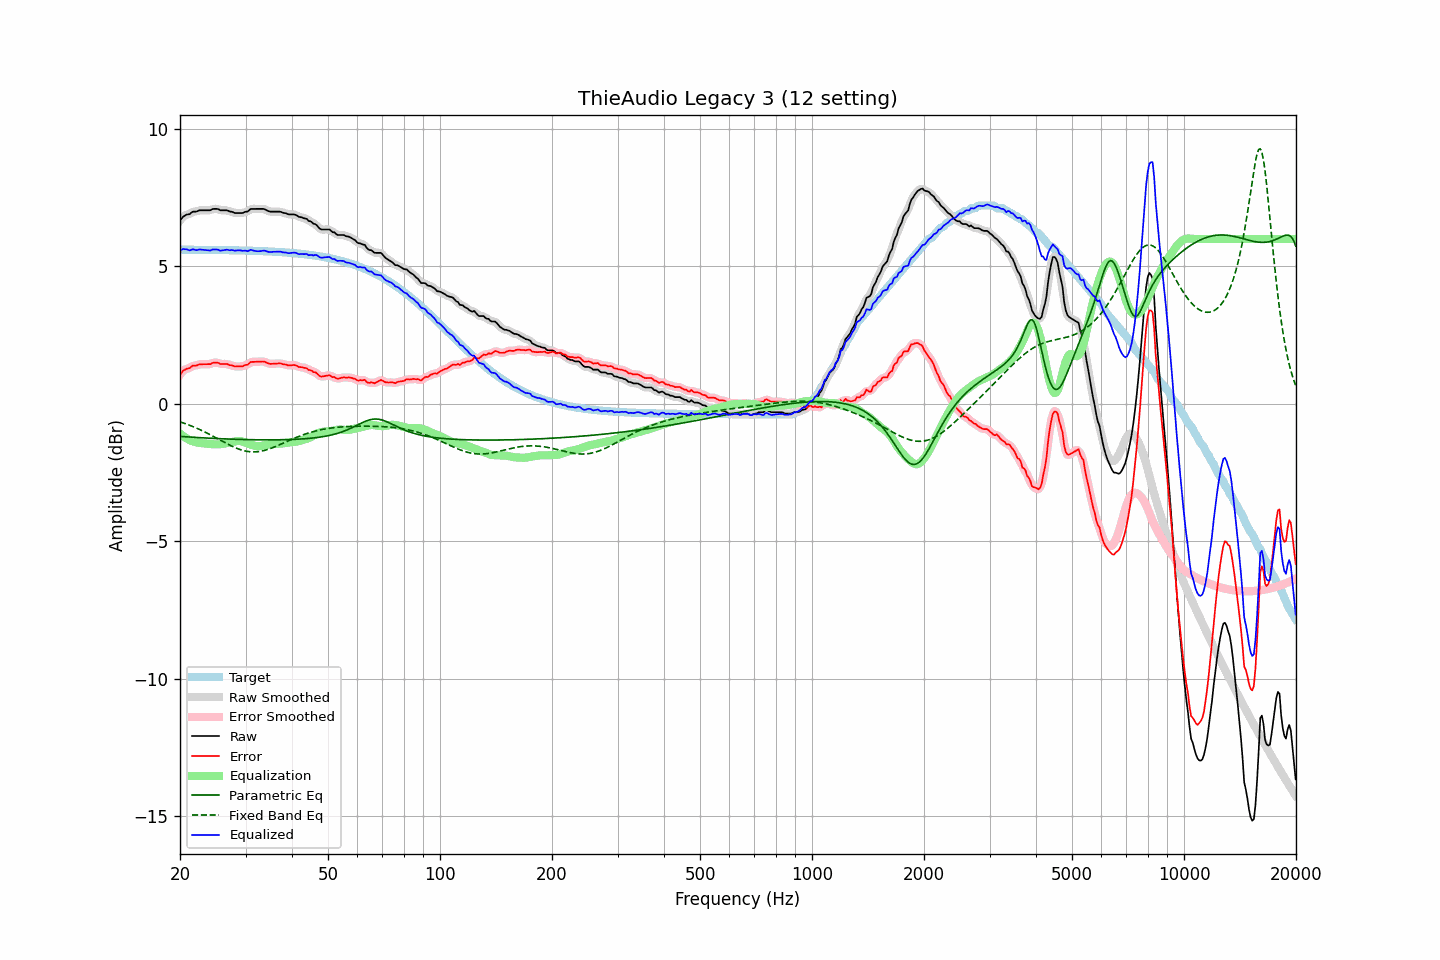 ThieAudio Legacy 3 (12 setting)
10
5
0
−5
−10
−15
Amplitude (dBr)
Target
Raw Smoothed
Error Smoothed
Raw
Error
Equalization
Parametric Eq
Fixed Band Eq
Equalized
20 50 100 200 500 1000 2000 5000 10000 20000
Frequency (Hz)